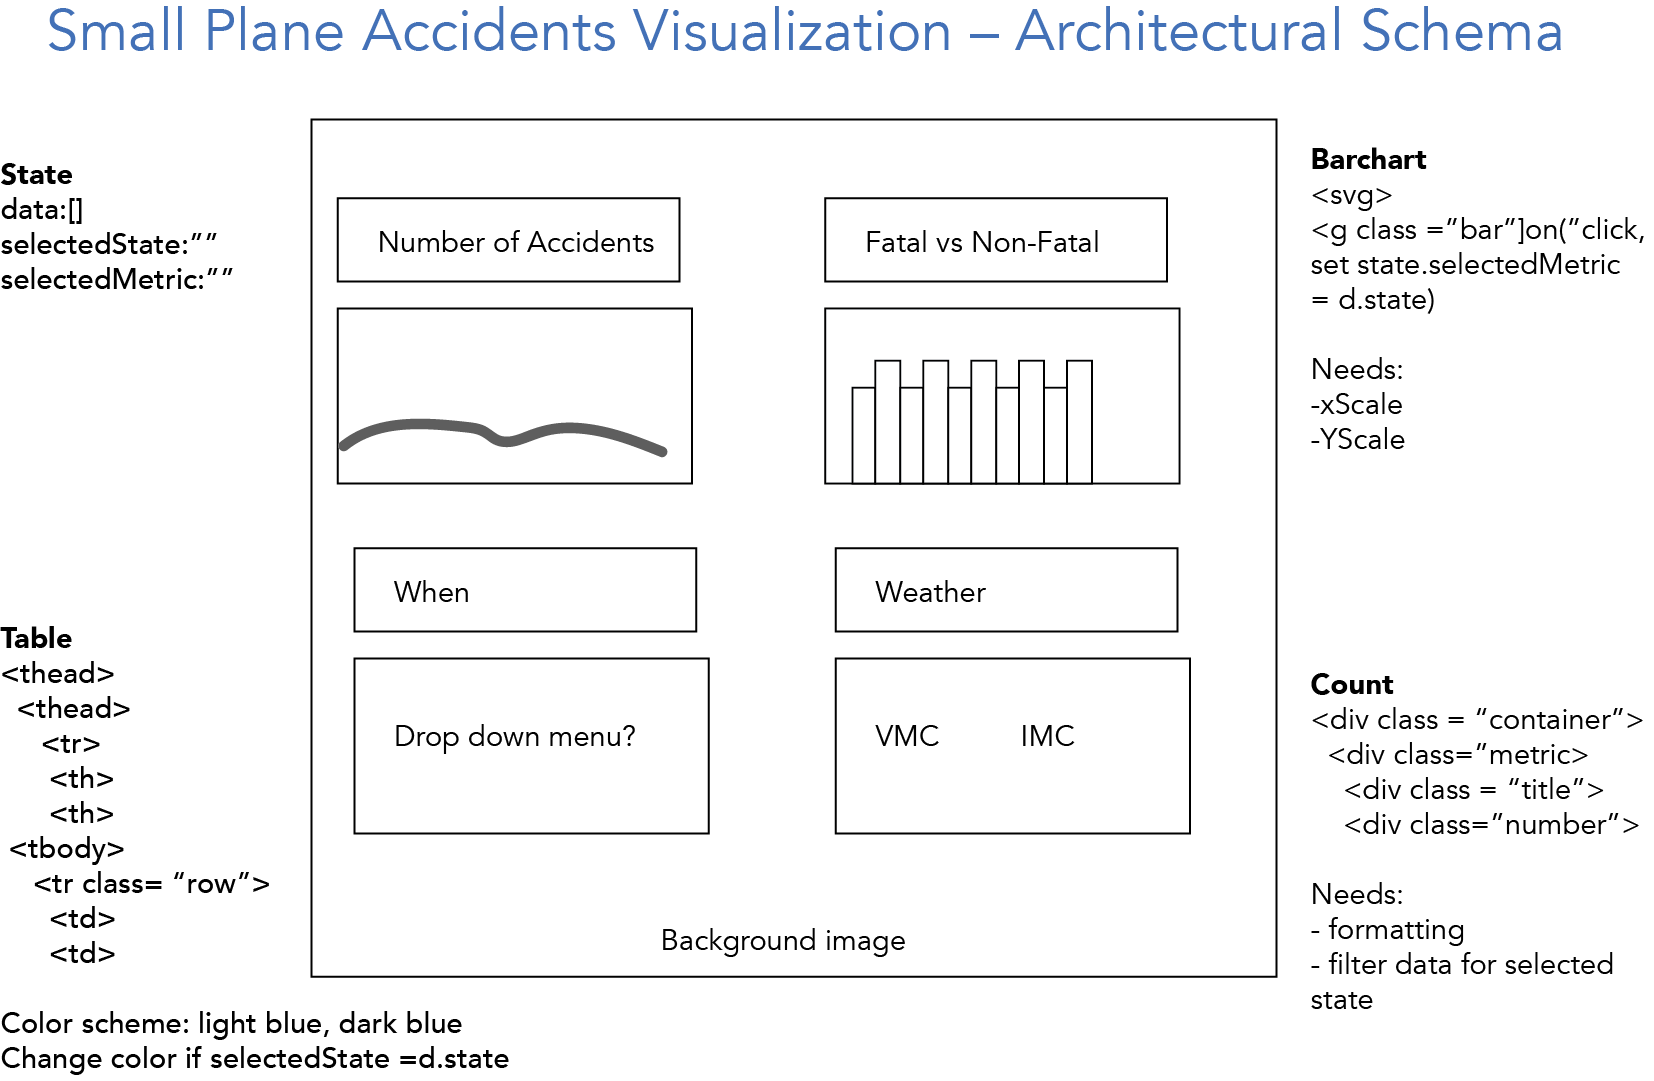 Small Plane Accidents Visualization – Architectural Schema
State
data:[]
selectedState:””
selectedMetric:””
Number of Accidents
Fatal vs Non-Fatal
Barchart
<svg>
<g class =”bar”]on(”click,
set state.selectedMetric
= d.state)
Needs:
-xScale
-YScale
When
Weather
Drop down menu?
VMC IMC
Table
<thead>
<thead>
<tr>
<th>
<th>
<tbody>
<tr class= “row”>
<td>
<td>
Count
<div class = “container”>
<div class=”metric>
<div class = “title”>
<div class=”number”>
Needs:
- formatting
- filter data for selected
state
Background image
Color scheme: light blue, dark blue
Change color if selectedState =d.state